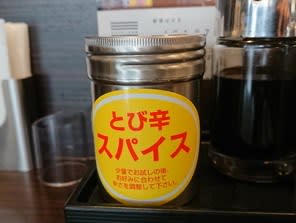 とび辛
スパイス
少量でお試しの後、
お好みに合わせて
辛さを調整して下さい。